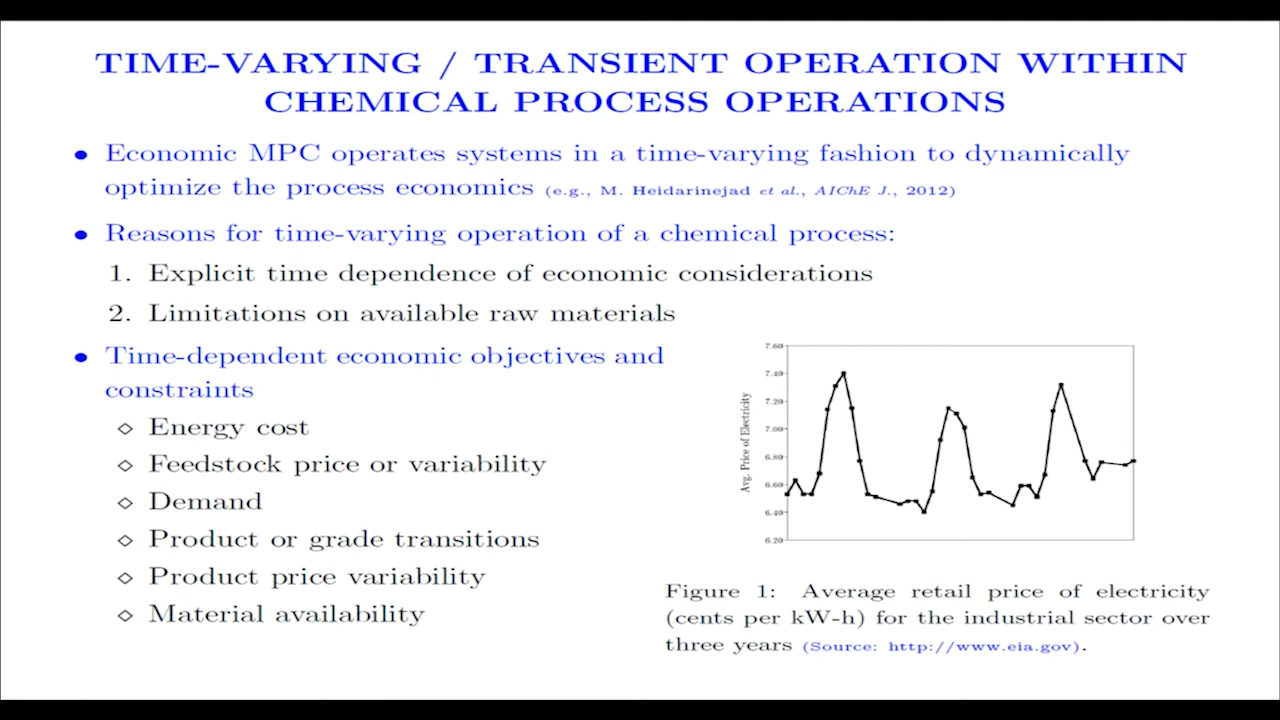 TIME-VARYING / TRANSIENT OPERATION WITHIN
CHEMICAL PROCESS OPERATIONS
• Economic MPC operates systems in a time-varying fashion to dynamically
optimize the process economics (e.g., M. Heidarinejad et al., AIChE J., 2012)
• Reasons for time-varying operation of a chemical process:
1. Explicit time dependence of economic considerations
2. Limitations on available raw materials
• Time-dependent economic objectives and
constraints
◇ Energy cost
◇ Feedstock price or variability
◇ Demand
◇ Product or grade transitions
◇ Product price variability
◇ Material availability
Avg. Price of Electricity
7.60
7.40
7.20
7.00
6.80
6.60
6.40
6.20
Figure 1: Average retail price of electricity
(cents per kW-h) for the industrial sector over
three years (Source: http://www.eia.gov).